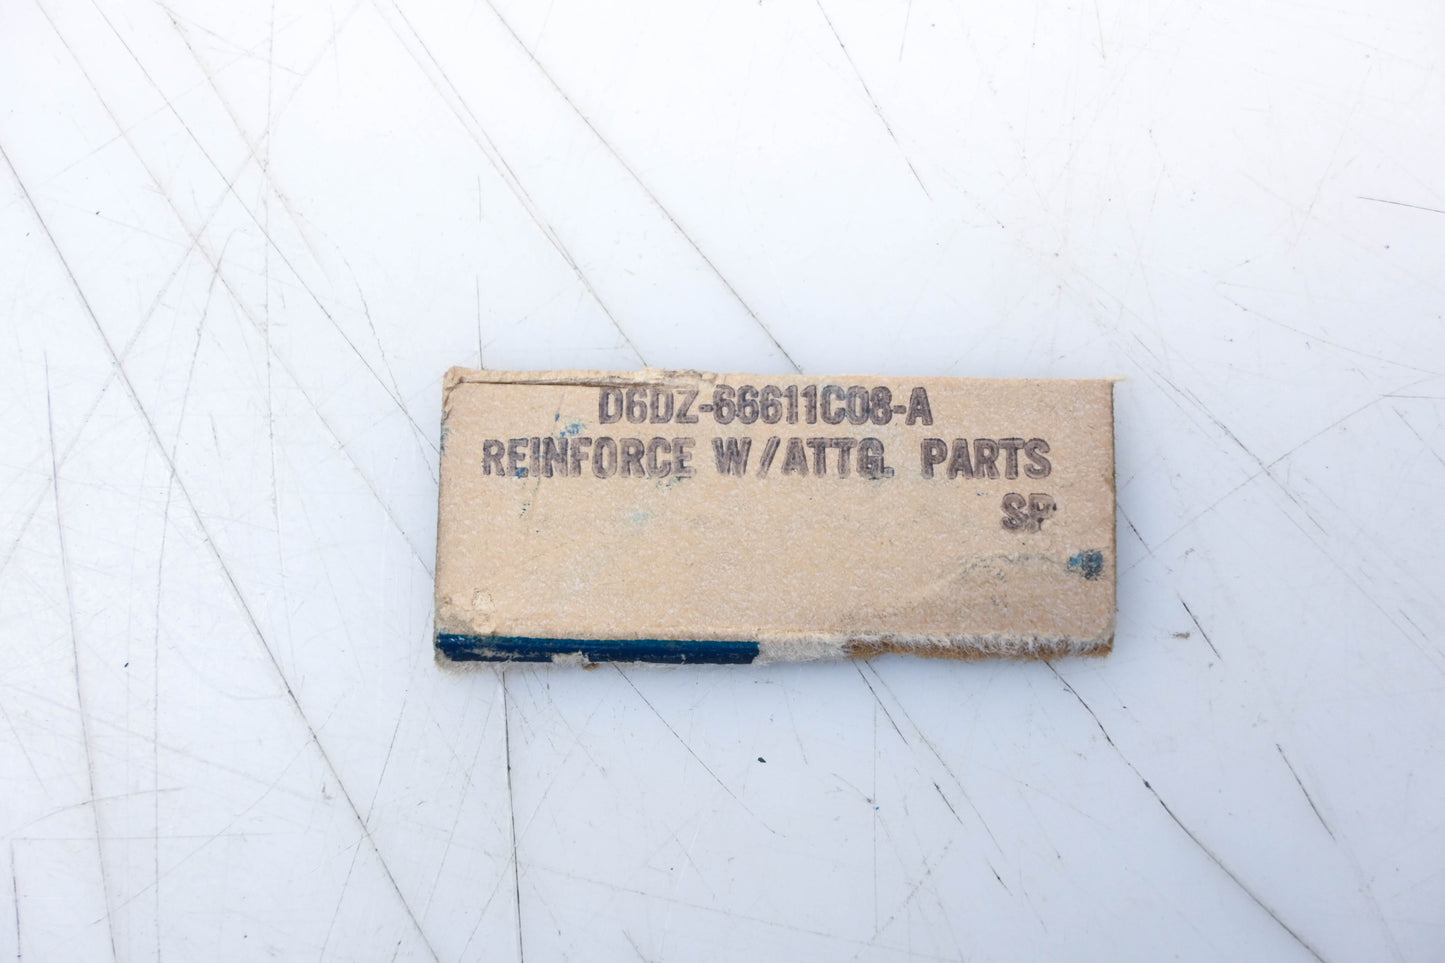 D6DZ-66611C08-A
REINFORCE W/ATTG. PARTS
SP